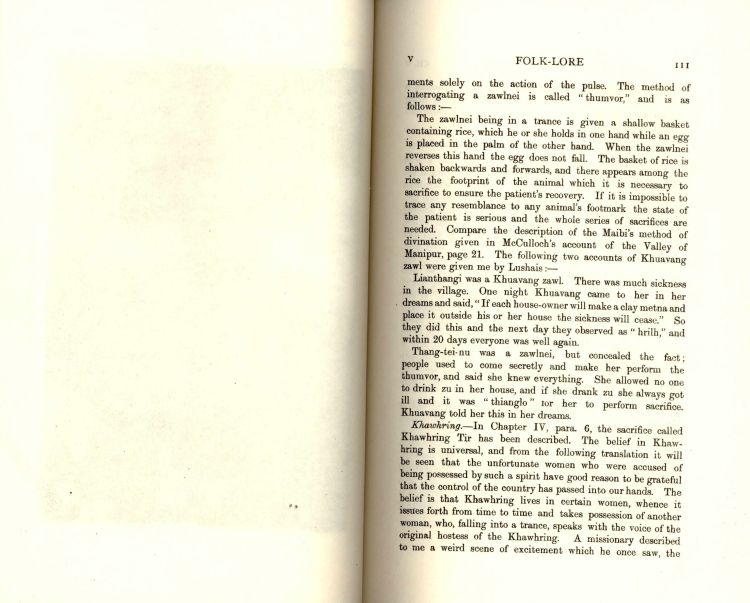 V FOLK-LORE 111
ments solely on the action of the pulse. The method of
interrogating a zawlnei is called "thumvor," and is as
follows :—
The zawlnei being in a trance is given a shallow basket
containing rice, which he or she holds in one hand while an egg
is placed in the palm of the other hand. When the zawlnei
reverses this hand the egg does not fall. The basket of rice is
shaken backwards and forwards, and there appears among the
rice the footprint of the animal which it is necessary to
sacrifice to ensure the patient's recovery. If it is impossible to
trace any resemblance to any animal's footmark the state of
the patient is serious and the whole series of sacrifices are
needed. Compare the description of the Maibi's method of
divination given in McCulloch's account of the Valley of
Manipur, page 21. The following two accounts of Khuavang
zawl were given me by Lushais :—
Lianthangi was a Khuavang zawl. There was much sickness
in the village. One night Khuavang came to her in her
dreams and said, "If each house-owner will make a clay metna and
place it outside his or her house the sickness will cease." So
they did this and the next day they observed as "hrilh," and
within 20 days everyone was well again.
Thang-tei-nu was a zawlnei, but concealed the fact;
people used to come secretly and make her perform the
thumvor, and said she knew everything. She allowed no one
to drink zu in her house, and if she drank zu she always got
ill and it was "thianglo" for her to perform sacrifice.
Khuavang told her this in her dreams.
Khawhring.—In Chapter IV, para. 6, the sacrifice called
Khawhring Tir has been described. The belief in Khaw-
hring is universal, and from the following translation it will
be seen that the unfortunate women who were accused of
being possessed by such a spirit have good reason to be grateful
that the control of the country has passed into our hands. The
belief is that Khawhring lives in certain women, whence it
issues forth from time to time and takes possession of another
woman, who, falling into a trance, speaks with the voice of the
original hostess of the Khawhring. A missionary described
to me a weird scene of excitement which he once saw, the